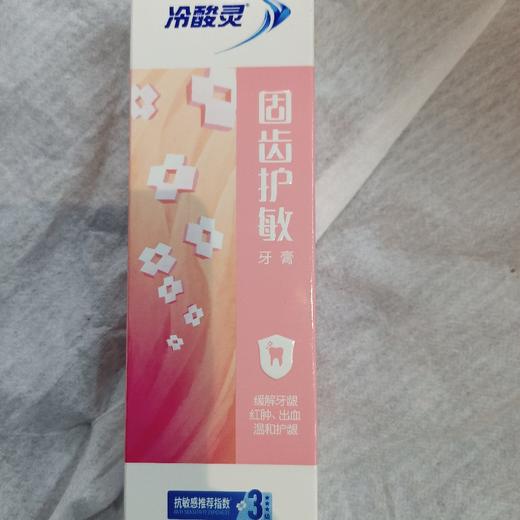 冷酸灵®
固齿护敏
牙膏
缓解牙龈
红肿、出血
温和护龈
抗敏感推荐指数
3